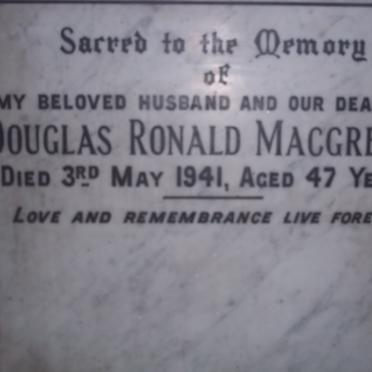 Sacred to the Memory
of
MY BELOVED HUSBAND AND OUR DEA
DOUGLAS RONALD MACGRE
DIED 3RD MAY 1941, AGED 47 YE
LOVE AND REMEMBRANCE LIVE FORE